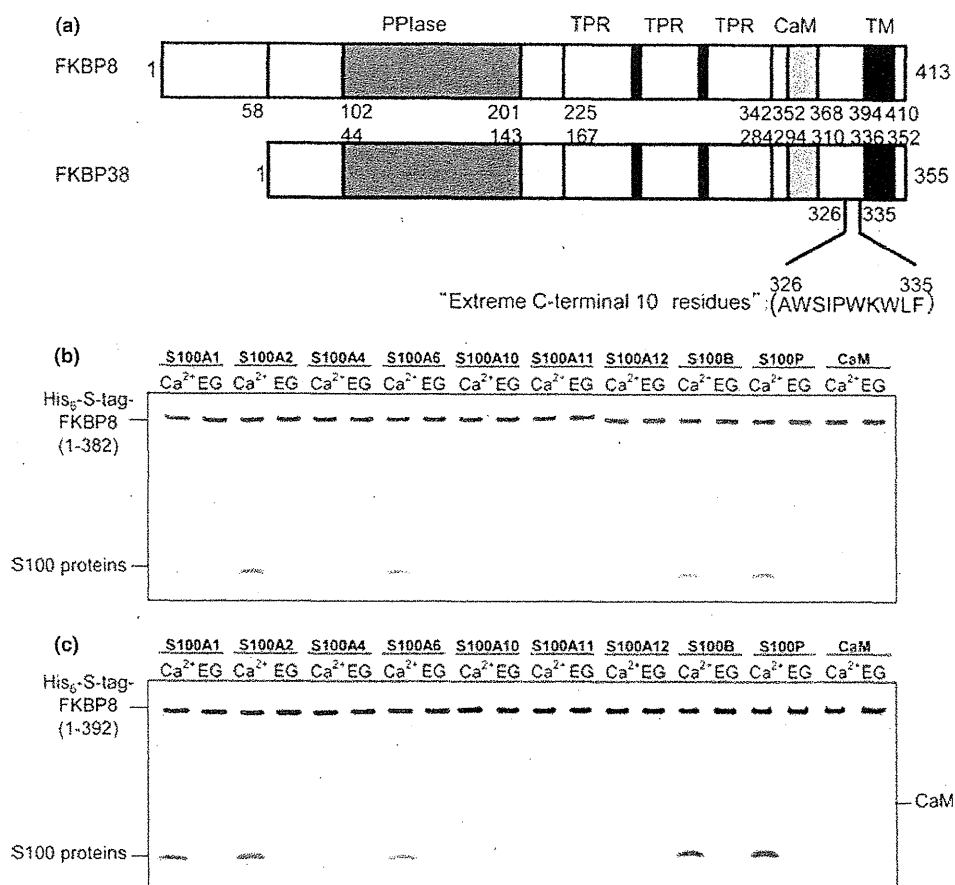 (a)
PPIase TPR TPR TPR CaM TM
FKBP8 1 413
58 102 201 225 342 352 368 394 410
44 143 167 284 294 310 336 352
FKBP38 1 355
326 335
326 335
"Extreme C-terminal 10 residues" (AWSIPWKWLF)
(b)
S100A1 S100A2 S100A4 S100A6 S100A10 S100A11 S100A12 S100B S100P CaM
Ca²⁺ EG Ca²⁺ EG Ca²⁺ EG Ca²⁺ EG Ca²⁺ EG Ca²⁺ EG Ca²⁺ EG Ca²⁺ EG Ca²⁺ EG Ca²⁺ EG
His₆-S-tag-
FKBP8
(1-382)
S100 proteins
(c)
S100A1 S100A2 S100A4 S100A6 S100A10 S100A11 S100A12 S100B S100P CaM
Ca²⁺ EG Ca²⁺ EG Ca²⁺ EG Ca²⁺ EG Ca²⁺ EG Ca²⁺ EG Ca²⁺ EG Ca²⁺ EG Ca²⁺ EG Ca²⁺ EG
His₆-S-tag-
FKBP8
(1-392)
CaM
S100 proteins